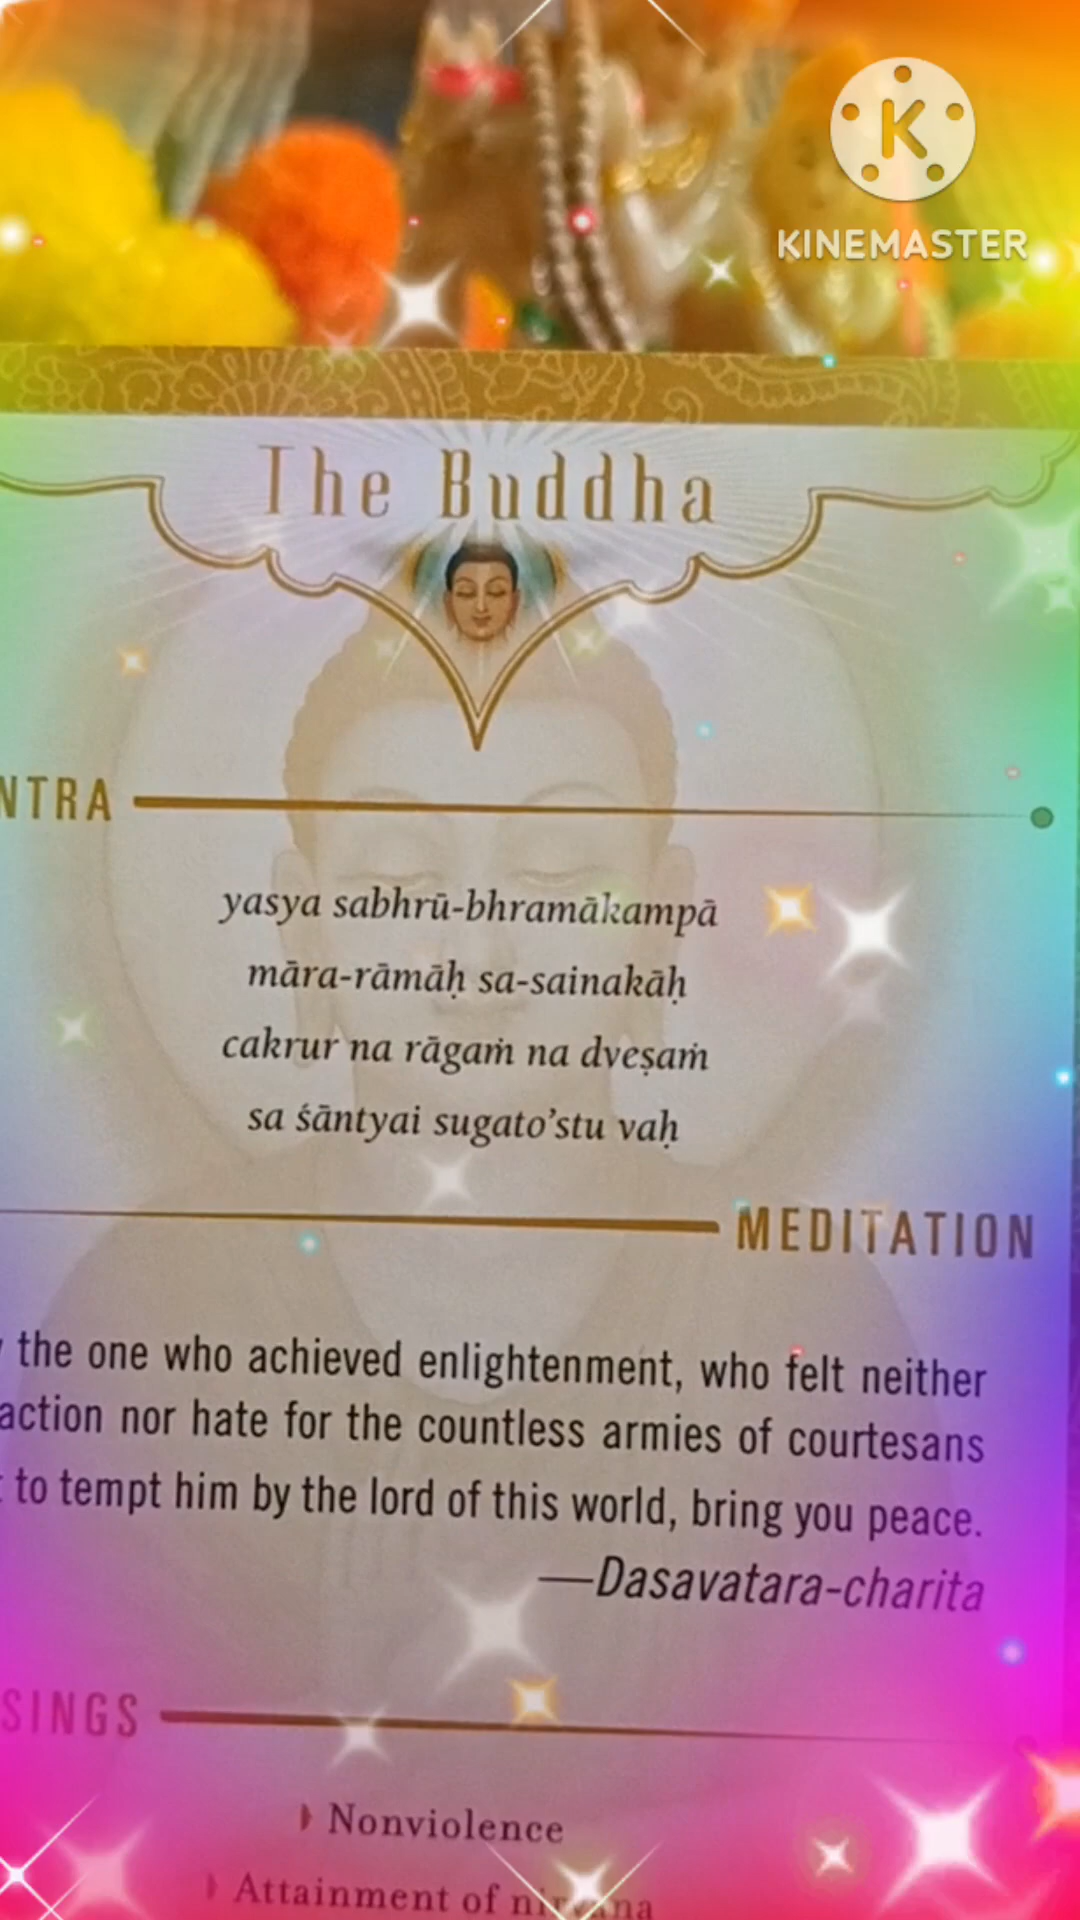 KINEMASTER
The Buddha
NTRA
yasya sabhrū-bhramākampā
māra-rāmāḥ sa-sainakāḥ
cakrur na rāgaṁ na dveṣaṁ
sa śāntyai sugato’stu vaḥ
MEDITATION
the one who achieved enlightenment, who felt neither
action nor hate for the countless armies of courtesans
to tempt him by the lord of this world, bring you peace.
—Dasavatara-charita
SINGS
Nonviolence
Attainment of nirvana